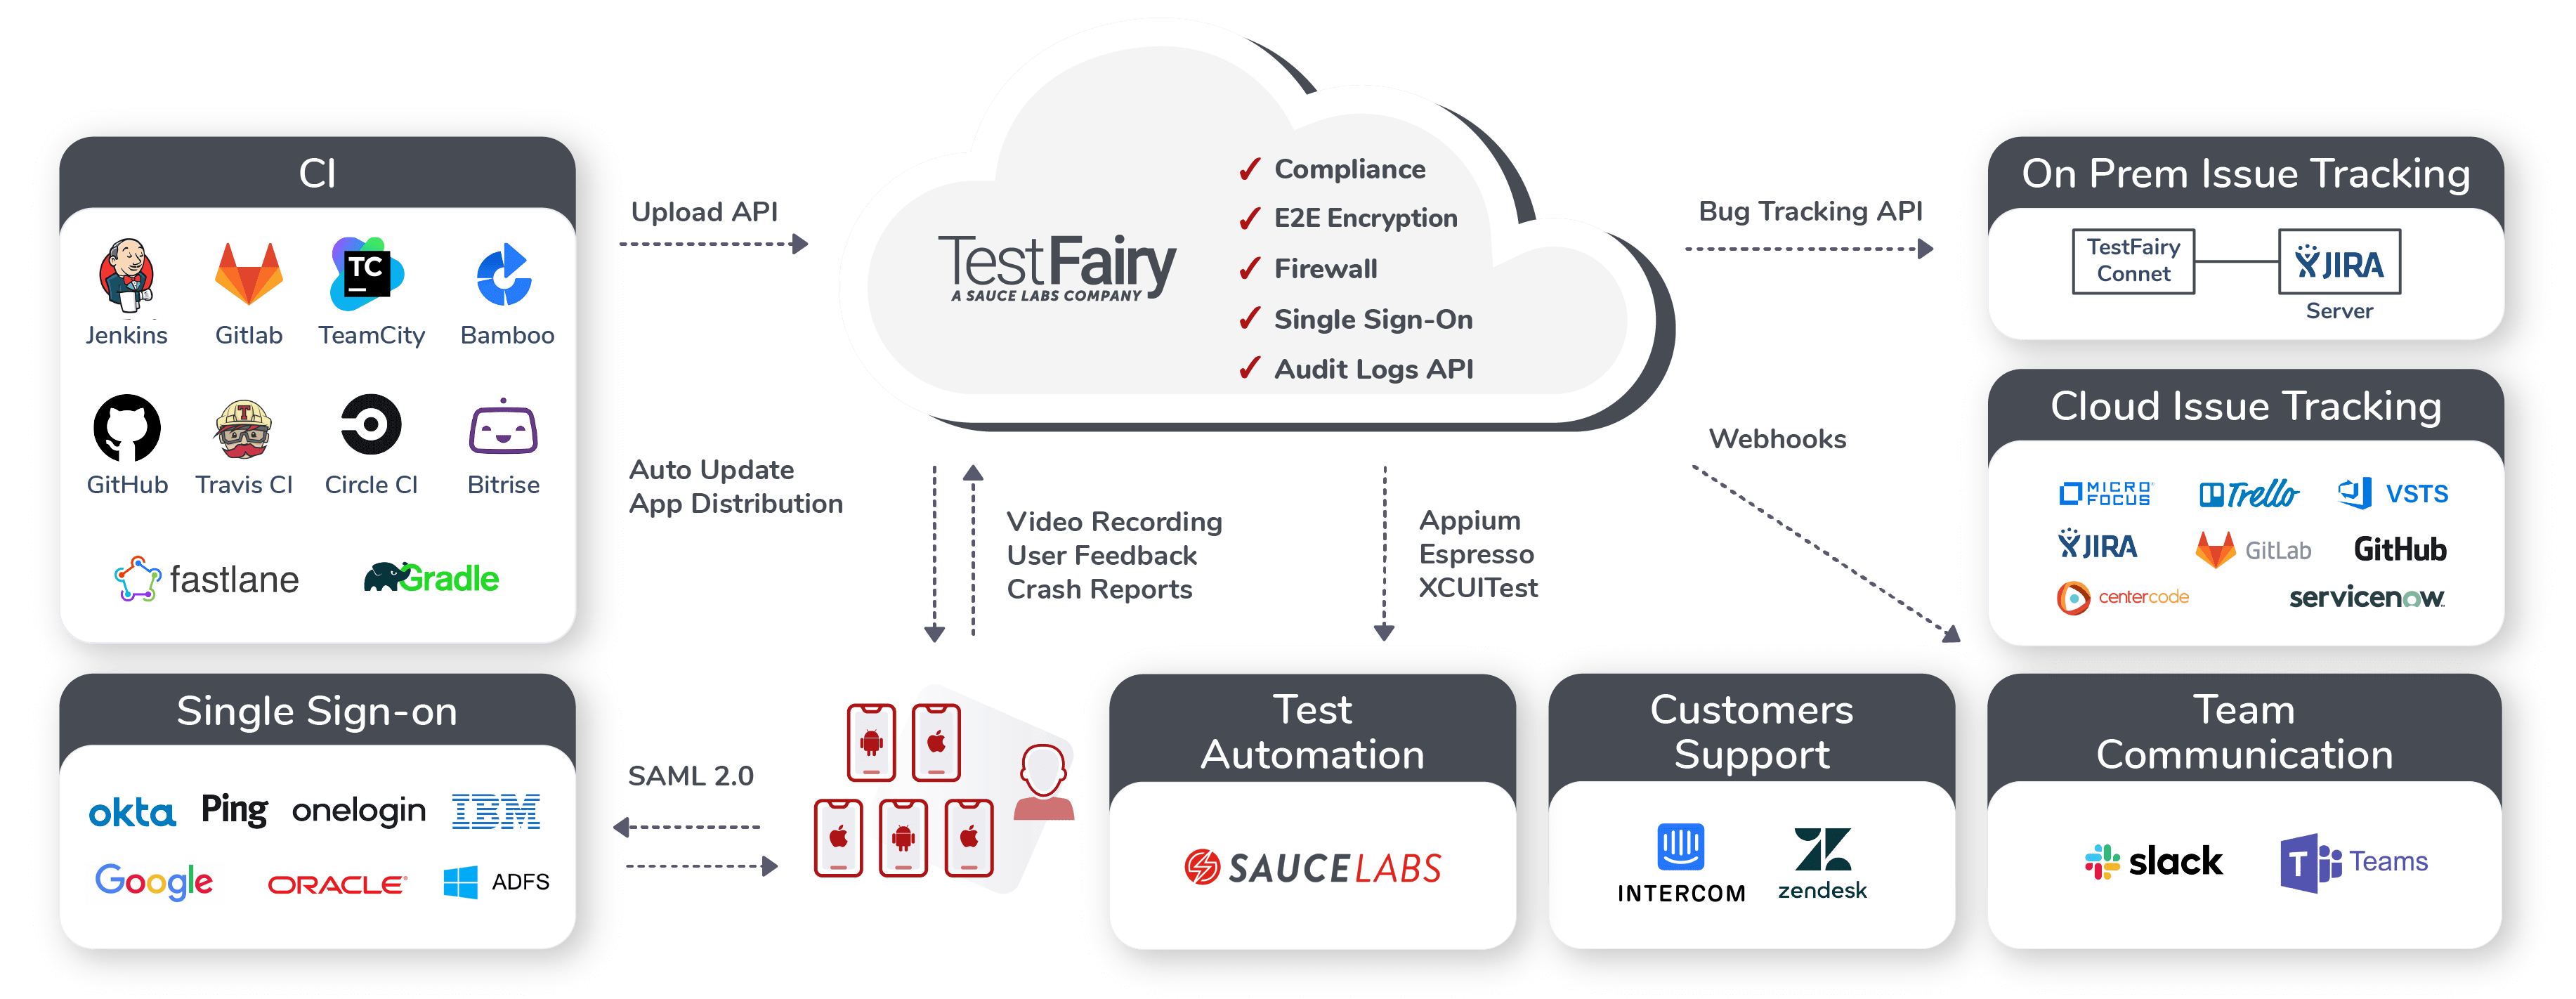 CI
Jenkins
Gitlab
TC
TeamCity
Bamboo
GitHub
T
Travis CI
Circle CI
Bitrise
fastlane
Gradle
Single Sign-on
okta
Ping
onelogin
IBM
Google
ORACLE
ADFS
Upload API
Auto Update
App Distribution
SAML 2.0
TestFairy
A SAUCE LABS COMPANY
✓ Compliance
✓ E2E Encryption
✓ Firewall
✓ Single Sign-On
✓ Audit Logs API
Video Recording
User Feedback
Crash Reports
Appium
Espresso
XCUITest
Bug Tracking API
Webhooks
On Prem Issue Tracking
TestFairy
Connet
JIRA
Server
Cloud Issue Tracking
MICRO
FOCUS
Trello
VSTS
JIRA
GitLab
GitHub
centercode
servicenow
Test
Automation
SAUCE LABS
Customers
Support
INTERCOM
zendesk
Team
Communication
slack
T
Teams